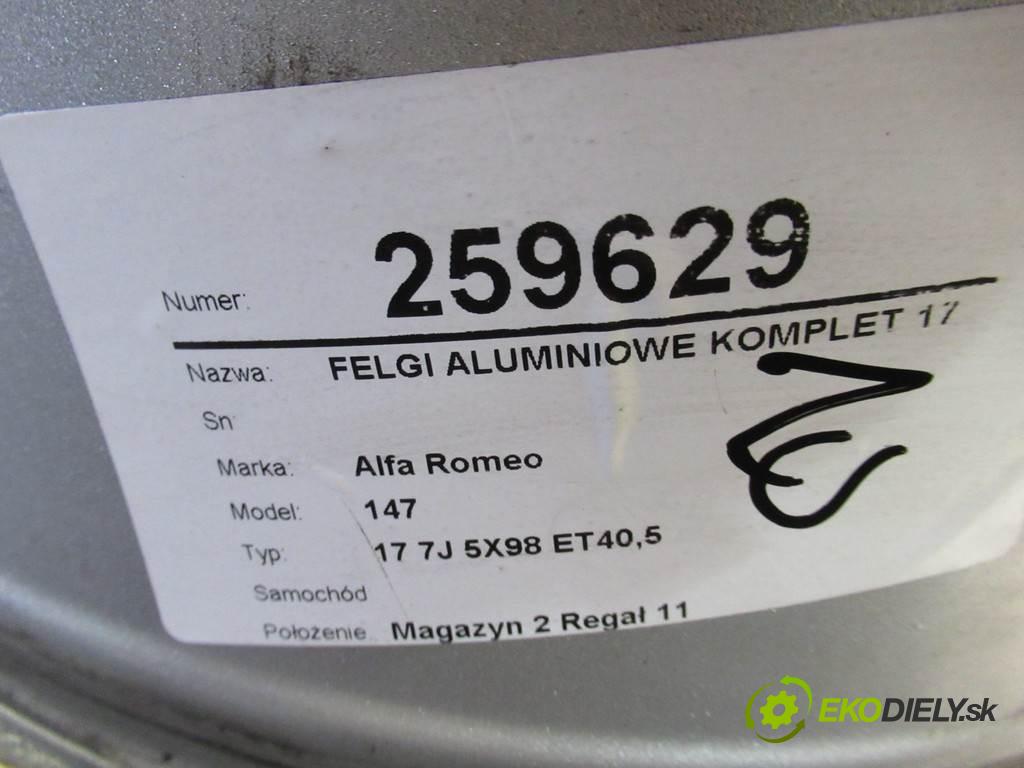 Numer: 259629
Nazwa: FELGI ALUMINIOWE KOMPLET 17
Sn
Marka: Alfa Romeo
Model: 147
Typ: 17 7J 5X98 ET40,5
Samochód
Położenie Magazyn 2 Regał 11
EKODIELY.sk